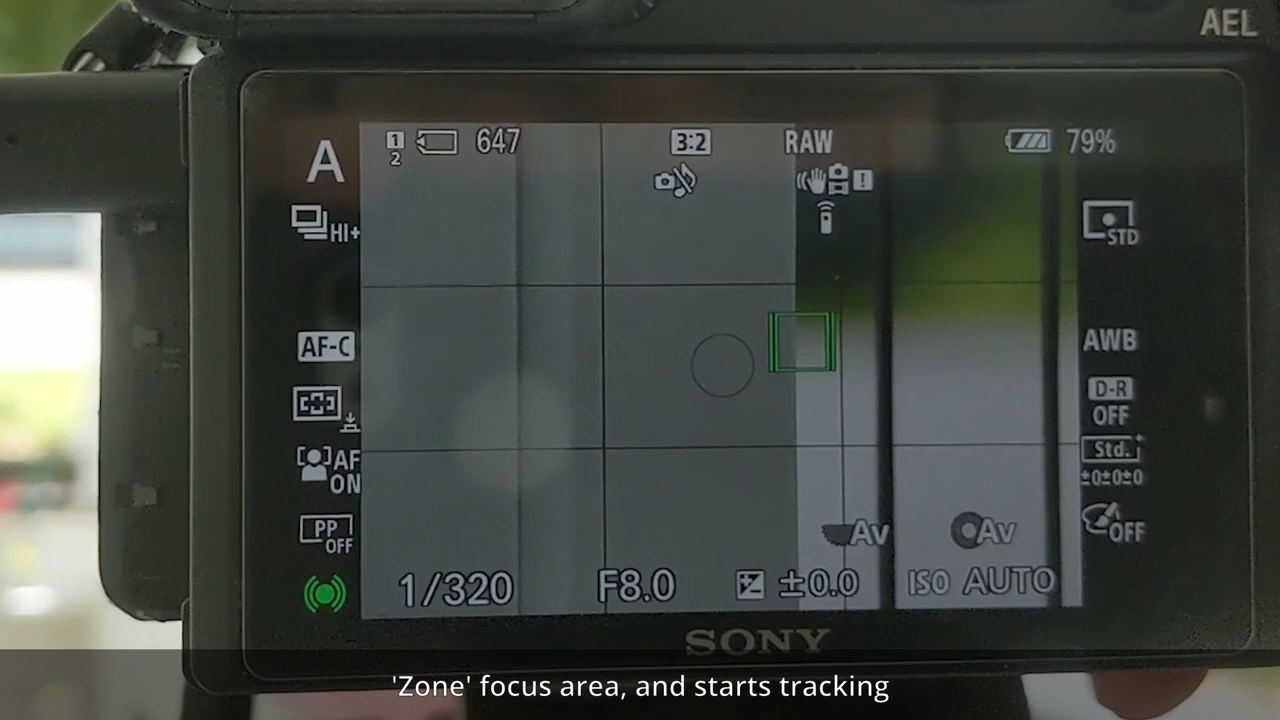 AEL
A
1
2
647
3:2
RAW
79%
HI+
STD
AF-C
AWB
D-R
OFF
AF
ON
Std.
±0±0±0
PP
OFF
Av
Av
OFF
1/320
F8.0
±0.0
ISO AUTO
SONY
'Zone' focus area, and starts tracking